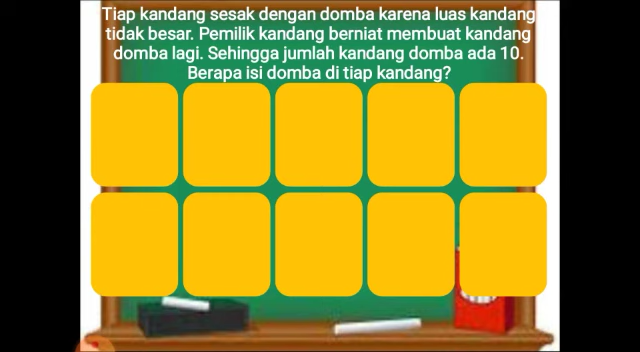 Tiap kandang sesak dengan domba karena luas kandang
tidak besar. Pemilik kandang berniat membuat kandang
domba lagi. Sehingga jumlah kandang domba ada 10.
Berapa isi domba di tiap kandang?